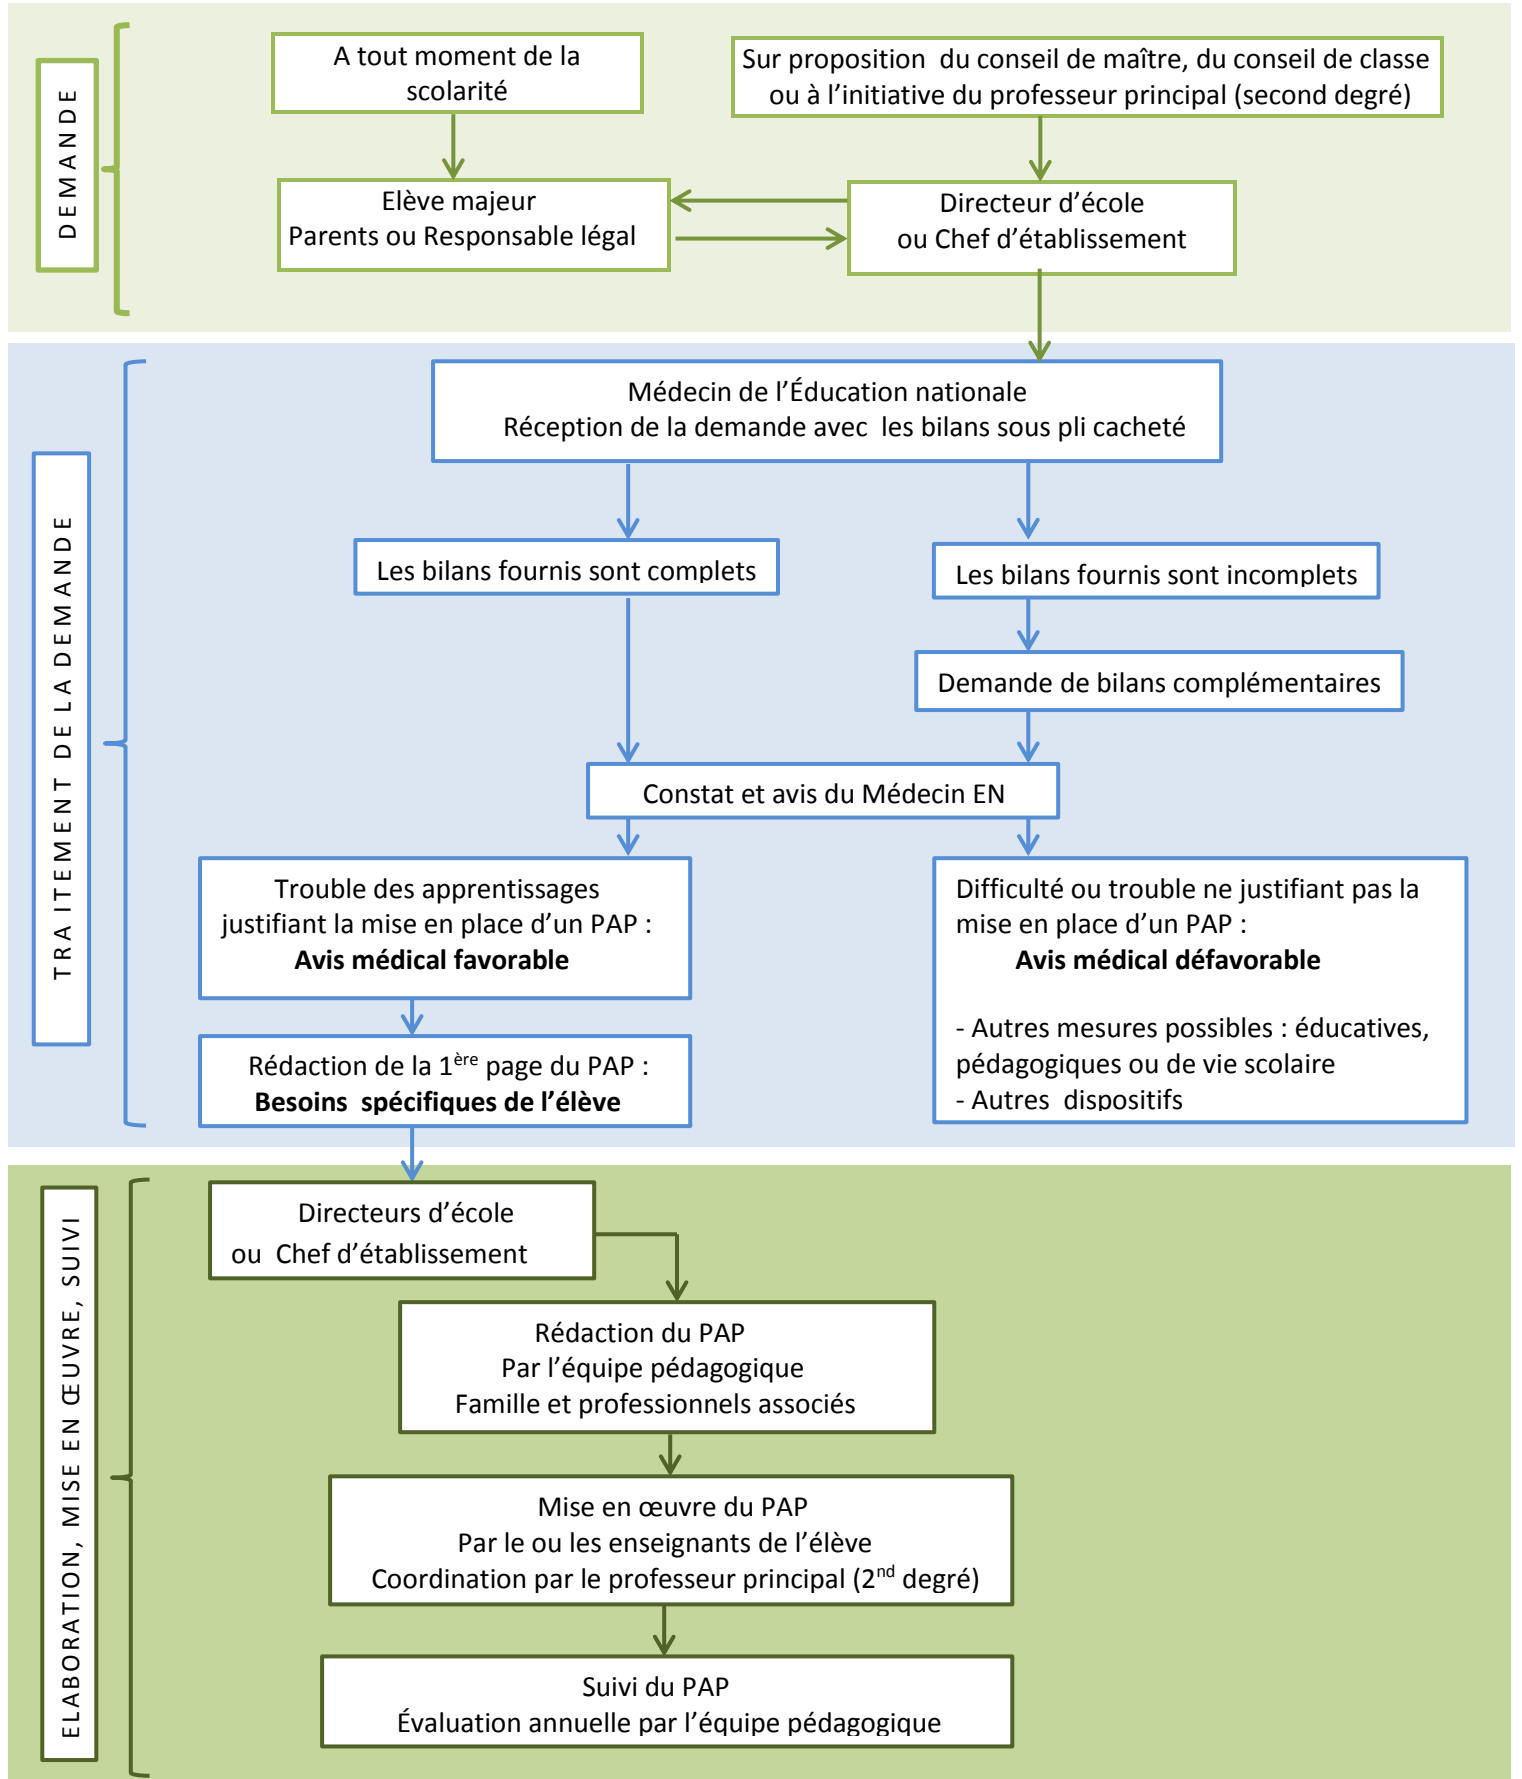 DEMANDE
A tout moment de la
scolarité
Sur proposition du conseil de maître, du conseil de classe
ou à l’initiative du professeur principal (second degré)
Elève majeur
Parents ou Responsable légal
Directeur d’école
ou Chef d’établissement
TRAITEMENT DE LA DEMANDE
Médecin de l’Éducation nationale
Réception de la demande avec les bilans sous pli cacheté
Les bilans fournis sont complets
Les bilans fournis sont incomplets
Demande de bilans complémentaires
Constat et avis du Médecin EN
Trouble des apprentissages
justifiant la mise en place d’un PAP :
Avis médical favorable
Difficulté ou trouble ne justifiant pas la
mise en place d’un PAP :
Avis médical défavorable
- Autres mesures possibles : éducatives,
pédagogiques ou de vie scolaire
- Autres dispositifs
Rédaction de la 1ère page du PAP :
Besoins spécifiques de l’élève
ELABORATION, MISE EN ŒUVRE, SUIVI
Directeurs d’école
ou Chef d’établissement
Rédaction du PAP
Par l’équipe pédagogique
Famille et professionnels associés
Mise en œuvre du PAP
Par le ou les enseignants de l’élève
Coordination par le professeur principal (2nd degré)
Suivi du PAP
Évaluation annuelle par l’équipe pédagogique